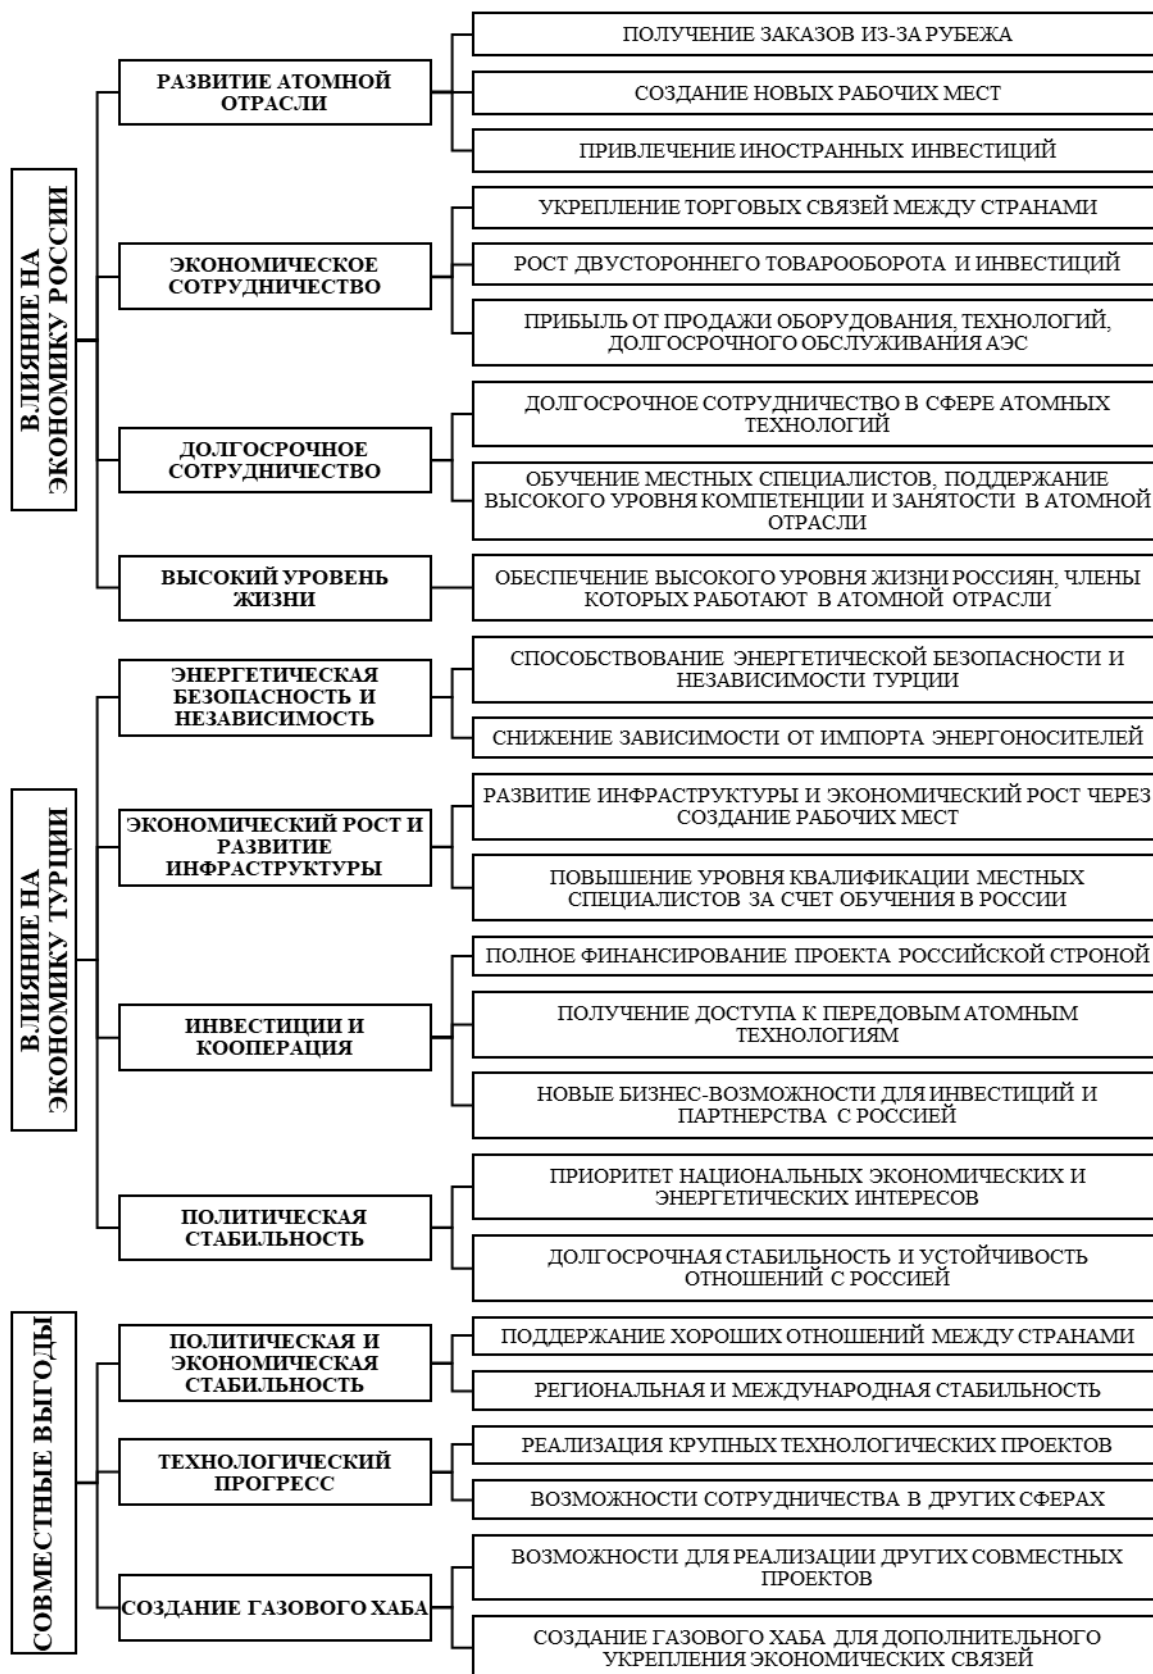 ВЛИЯНИЕ НА
ЭКОНОМИКУ РОССИИ
РАЗВИТИЕ АТОМНОЙ
ОТРАСЛИ
ПОЛУЧЕНИЕ ЗАКАЗОВ ИЗ-ЗА РУБЕЖА
СОЗДАНИЕ НОВЫХ РАБОЧИХ МЕСТ
ПРИВЛЕЧЕНИЕ ИНОСТРАННЫХ ИНВЕСТИЦИЙ
ЭКОНОМИЧЕСКОЕ
СОТРУДНИЧЕСТВО
УКРЕПЛЕНИЕ ТОРГОВЫХ СВЯЗЕЙ МЕЖДУ СТРАНАМИ
РОСТ ДВУСТОРОННЕГО ТОВАРООБОРОТА И ИНВЕСТИЦИЙ
ПРИБЫЛЬ ОТ ПРОДАЖИ ОБОРУДОВАНИЯ, ТЕХНОЛОГИЙ,
ДОЛГОСРОЧНОГО ОБСЛУЖИВАНИЯ АЭС
ДОЛГОСРОЧНОЕ
СОТРУДНИЧЕСТВО
ДОЛГОСРОЧНОЕ СОТРУДНИЧЕСТВО В СФЕРЕ АТОМНЫХ
ТЕХНОЛОГИЙ
ОБУЧЕНИЕ МЕСТНЫХ СПЕЦИАЛИСТОВ, ПОДДЕРЖАНИЕ
ВЫСОКОГО УРОВНЯ КОМПЕТЕНЦИИ И ЗАНЯТОСТИ В АТОМНОЙ
ОТРАСЛИ
ВЫСОКИЙ УРОВЕНЬ
ЖИЗНИ
ОБЕСПЕЧЕНИЕ ВЫСОКОГО УРОВНЯ ЖИЗНИ РОССИЯН, ЧЛЕНЫ
КОТОРЫХ РАБОТАЮТ В АТОМНОЙ ОТРАСЛИ
ВЛИЯНИЕ НА
ЭКОНОМИКУ ТУРЦИИ
ЭНЕРГЕТИЧЕСКАЯ
БЕЗОПАСНОСТЬ И
НЕЗАВИСИМОСТЬ
СПОСОБСТВОВАНИЕ ЭНЕРГЕТИЧЕСКОЙ БЕЗОПАСНОСТИ И
НЕЗАВИСИМОСТИ ТУРЦИИ
СНИЖЕНИЕ ЗАВИСИМОСТИ ОТ ИМПОРТА ЭНЕРГОНОСИТЕЛЕЙ
ЭКОНОМИЧЕСКИЙ РОСТ И
РАЗВИТИЕ
ИНФРАСТРУКТУРЫ
РАЗВИТИЕ ИНФРАСТРУКТУРЫ И ЭКОНОМИЧЕСКИЙ РОСТ ЧЕРЕЗ
СОЗДАНИЕ РАБОЧИХ МЕСТ
ПОВЫШЕНИЕ УРОВНЯ КВАЛИФИКАЦИИ МЕСТНЫХ
СПЕЦИАЛИСТОВ ЗА СЧЕТ ОБУЧЕНИЯ В РОССИИ
ИНВЕСТИЦИИ И
КООПЕРАЦИЯ
ПОЛНОЕ ФИНАНСИРОВАНИЕ ПРОЕКТА РОССИЙСКОЙ СТРОНОЙ
ПОЛУЧЕНИЕ ДОСТУПА К ПЕРЕДОВЫМ АТОМНЫМ
ТЕХНОЛОГИЯМ
НОВЫЕ БИЗНЕС-ВОЗМОЖНОСТИ ДЛЯ ИНВЕСТИЦИЙ И
ПАРТНЕРСТВА С РОССИЕЙ
ПОЛИТИЧЕСКАЯ
СТАБИЛЬНОСТЬ
ПРИОРИТЕТ НАЦИОНАЛЬНЫХ ЭКОНОМИЧЕСКИХ И
ЭНЕРГЕТИЧЕСКИХ ИНТЕРЕСОВ
ДОЛГОСРОЧНАЯ СТАБИЛЬНОСТЬ И УСТОЙЧИВОСТЬ
ОТНОШЕНИЙ С РОССИЕЙ
СОВМЕСТНЫЕ ВЫГОДЫ
ПОЛИТИЧЕСКАЯ И
ЭКОНОМИЧЕСКАЯ
СТАБИЛЬНОСТЬ
ПОДДЕРЖАНИЕ ХОРОШИХ ОТНОШЕНИЙ МЕЖДУ СТРАНАМИ
РЕГИОНАЛЬНАЯ И МЕЖДУНАРОДНАЯ СТАБИЛЬНОСТЬ
ТЕХНОЛОГИЧЕСКИЙ
ПРОГРЕСС
РЕАЛИЗАЦИЯ КРУПНЫХ ТЕХНОЛОГИЧЕСКИХ ПРОЕКТОВ
ВОЗМОЖНОСТИ СОТРУДНИЧЕСТВА В ДРУГИХ СФЕРАХ
СОЗДАНИЕ ГАЗОВОГО ХАБА
ВОЗМОЖНОСТИ ДЛЯ РЕАЛИЗАЦИИ ДРУГИХ СОВМЕСТНЫХ
ПРОЕКТОВ
СОЗДАНИЕ ГАЗОВОГО ХАБА ДЛЯ ДОПОЛНИТЕЛЬНОГО
УКРЕПЛЕНИЯ ЭКОНОМИЧЕСКИХ СВЯЗЕЙ